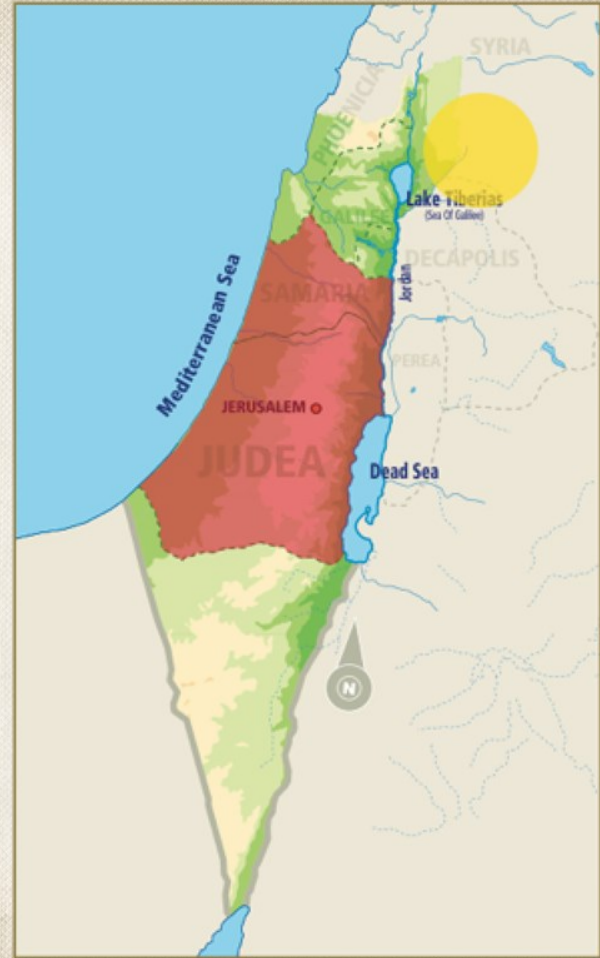 SYRIA
PHOENICIA
Lake Tiberias
(Sea Of Galilee)
GALILEE
DECAPOLIS
Jordan
Mediterranean Sea
SAMARIA
PEREA
JERUSALEM
JUDEA
Dead Sea
N